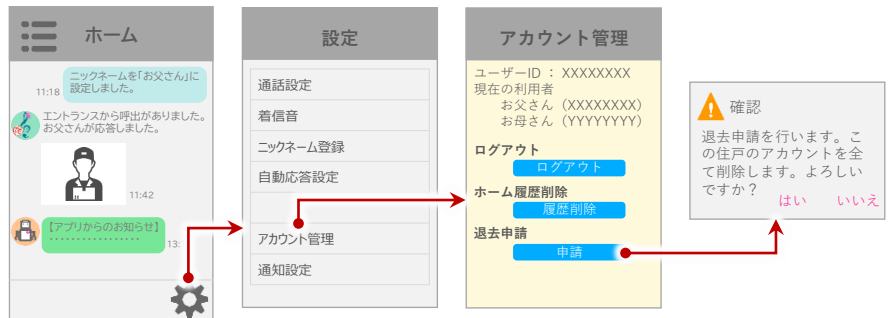 ホーム
ニックネームを「お父さん」に
設定しました。
11:18
エントランスから呼出がありました。
お父さんが応答しました。
11:42
【アプリからのお知らせ】
・・・・・・・・・・・・・・・・・
13:
設定
通話設定
着信音
ニックネーム登録
自動応答設定
アカウント管理
通知設定
アカウント管理
ユーザーID ： XXXXXXXX
現在の利用者
お父さん（XXXXXXXX）
お母さん（YYYYYYYY）
ログアウト
ログアウト
ホーム履歴削除
履歴削除
退去申請
申請
確認
退去申請を行います。こ
の住戸のアカウントを全
て削除します。よろしい
ですか？
はい いいえ